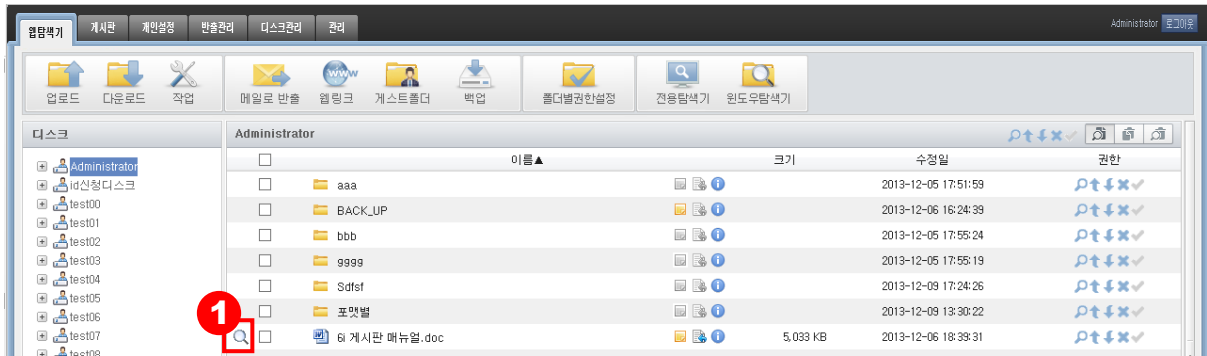 웹탐색기 게시판 개인설정 반출관리 디스크관리 관리 Administrator 로그아웃
업로드 다운로드 작업 메일로 반출 웹링크 게스트폴더 백업 폴더별권한설정 전용탐색기 윈도우탐색기
디스크 Administrator
이름▲ 크기 수정일 권한
Administrator
id신청디스크
test00
test01
test02
test03
test04
test05
test06
test07
test08
aaa 2013-12-05 17:51:59
BACK_UP 2013-12-06 16:24:39
bbb 2013-12-05 17:55:24
gggg 2013-12-05 17:55:19
Sdfsf 2013-12-09 17:24:26
포맷별 2013-12-09 13:30:22
1
6i 게시판 매뉴얼.doc 5,033 KB 2013-12-06 18:39:31